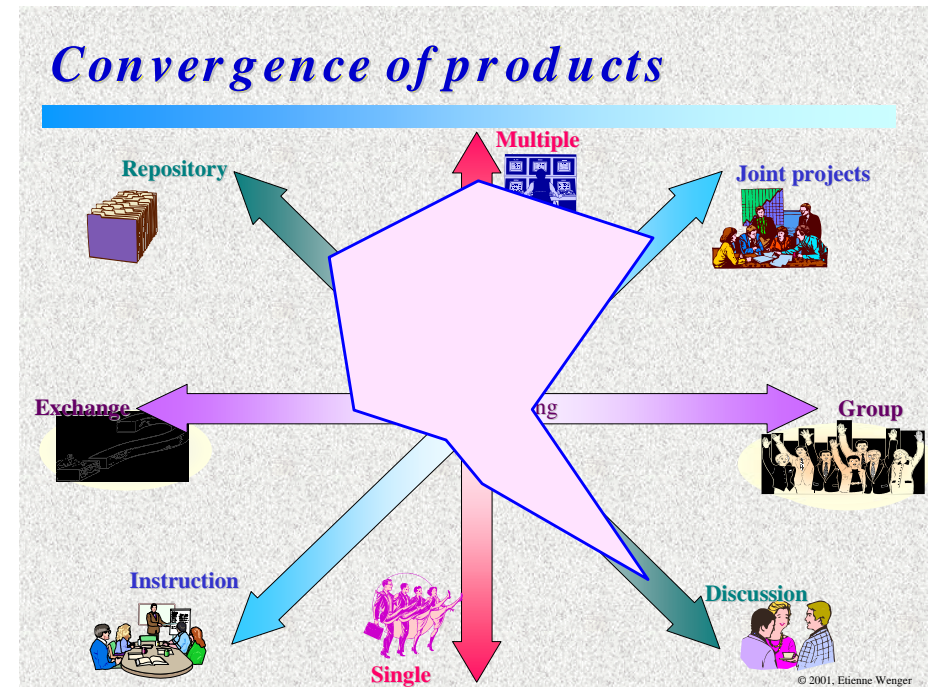 Convergence of products
Multiple
Repository
Joint projects
Exchange
ng
Group
Instruction
Discussion
Single
© 2001, Etienne Wenger